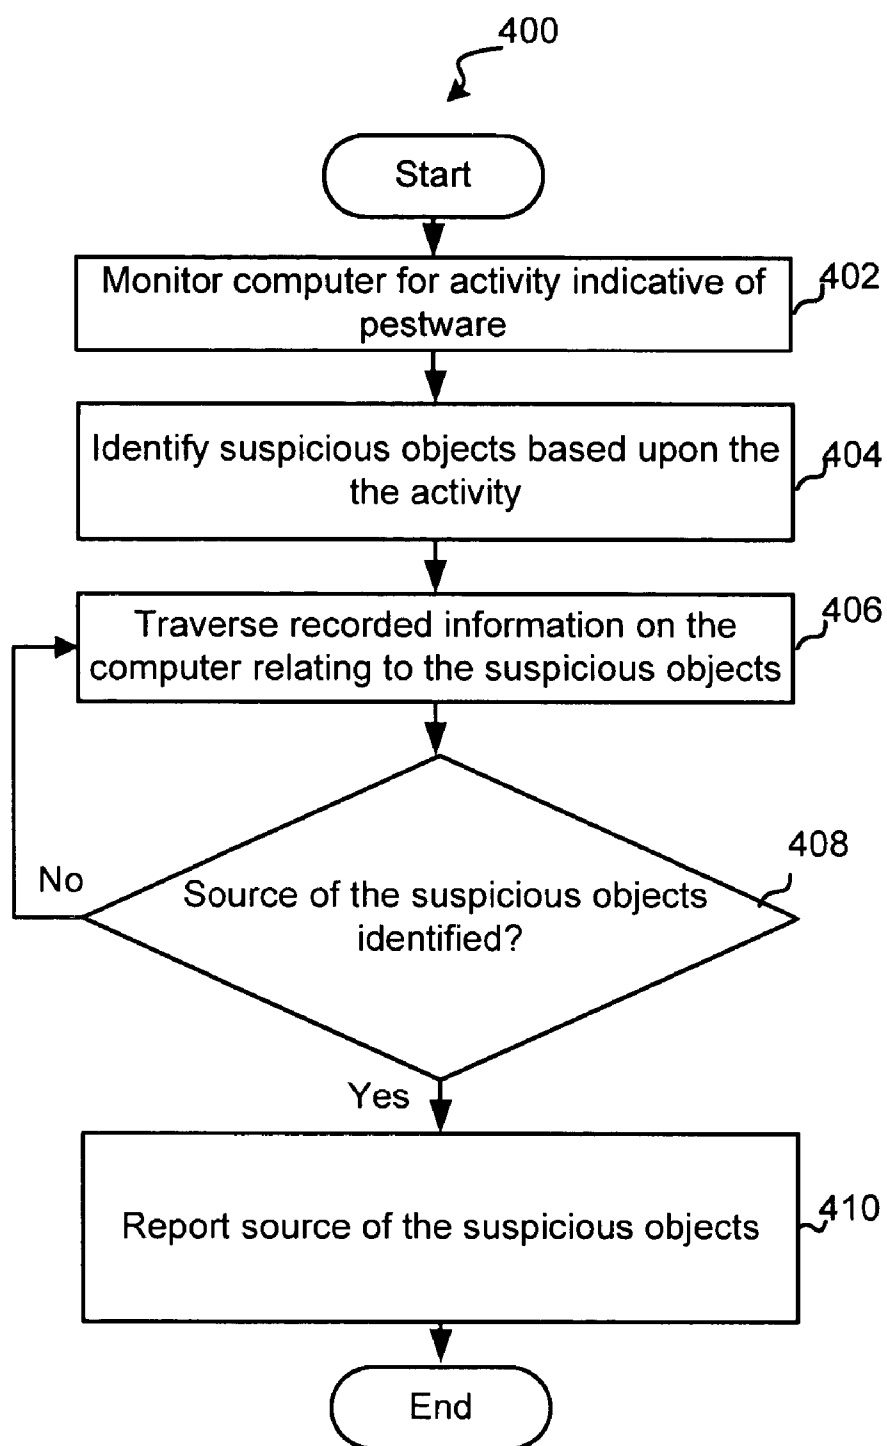 400
Start
Monitor computer for activity indicative of
pestware
402
Identify suspicious objects based upon the
the activity
404
Traverse recorded information on the
computer relating to the suspicious objects
406
408
No
Source of the suspicious objects
identified?
Yes
Report source of the suspicious objects
410
End